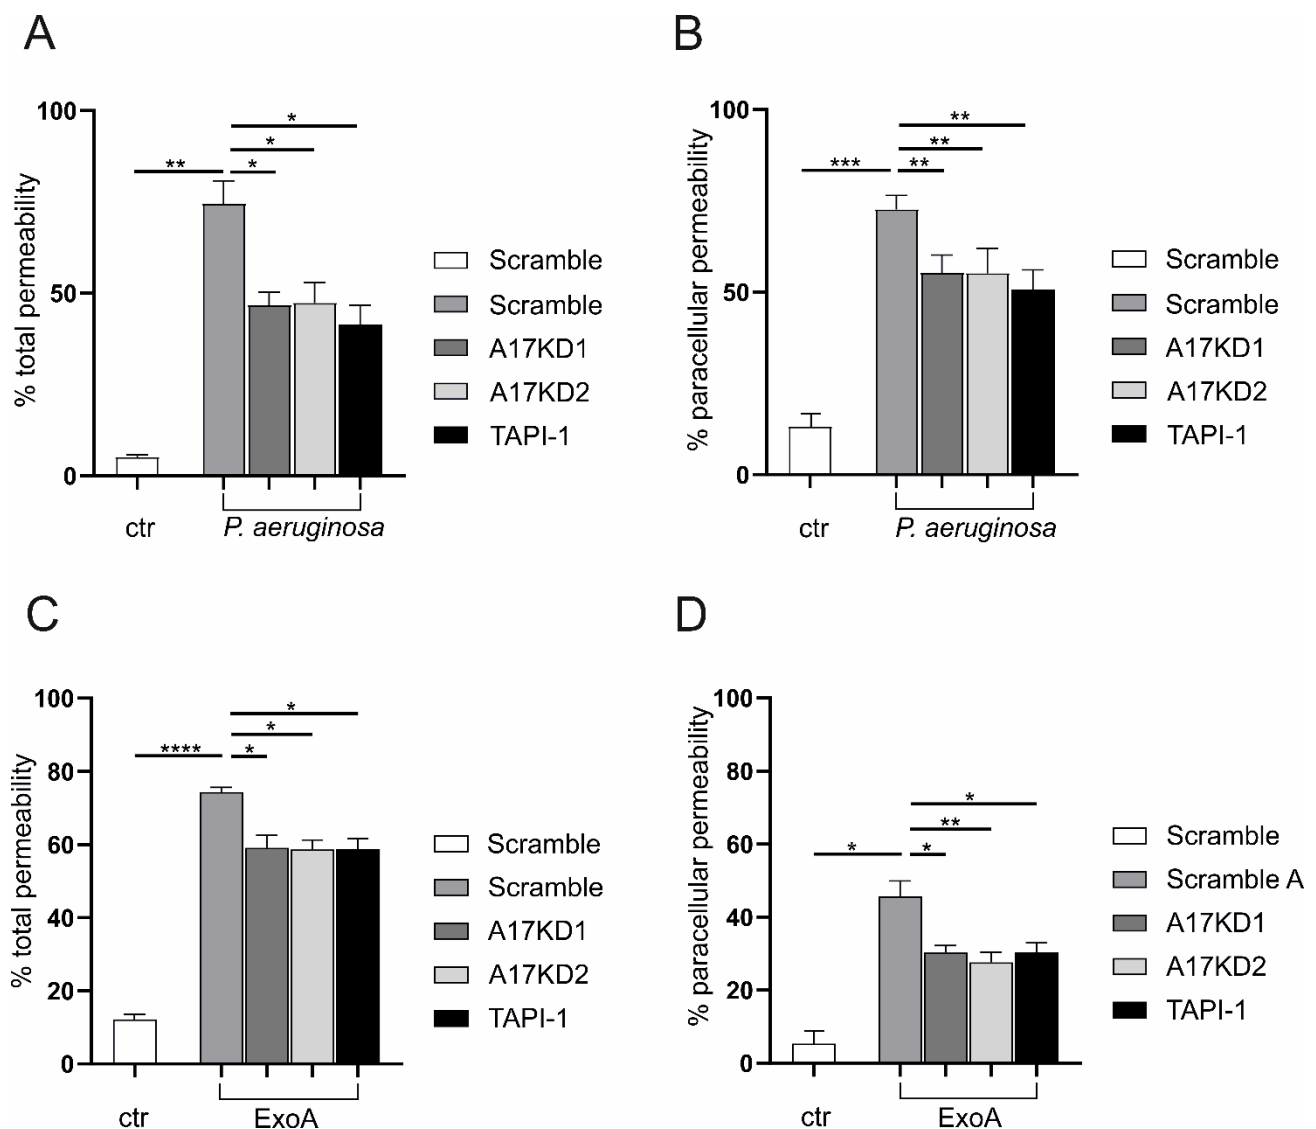 A
% total permeability
100
50
0
**
*
*
*
ctr
P. aeruginosa
Scramble
Scramble
A17KD1
A17KD2
TAPI-1
B
% paracellular permeability
100
50
0
***
**
**
**
ctr
P. aeruginosa
Scramble
Scramble
A17KD1
A17KD2
TAPI-1
C
% total permeability
100
80
60
40
20
0
****
*
*
*
ctr
ExoA
Scramble
Scramble
A17KD1
A17KD2
TAPI-1
D
% paracellular permeability
100
80
60
40
20
0
*
*
**
*
ctr
ExoA
Scramble
Scramble A
A17KD1
A17KD2
TAPI-1